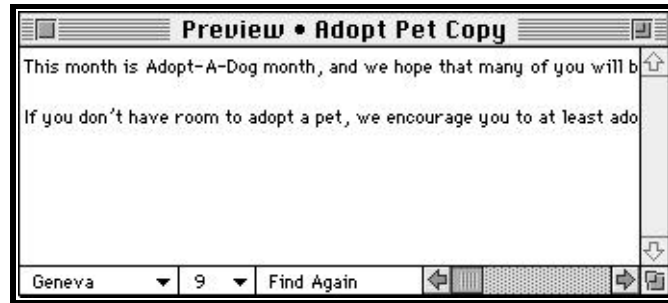 Preview • Adopt Pet Copy
This month is Adopt-A-Dog month, and we hope that many of you will b
If you don't have room to adopt a pet, we encourage you to at least ado
Geneva 9 Find Again